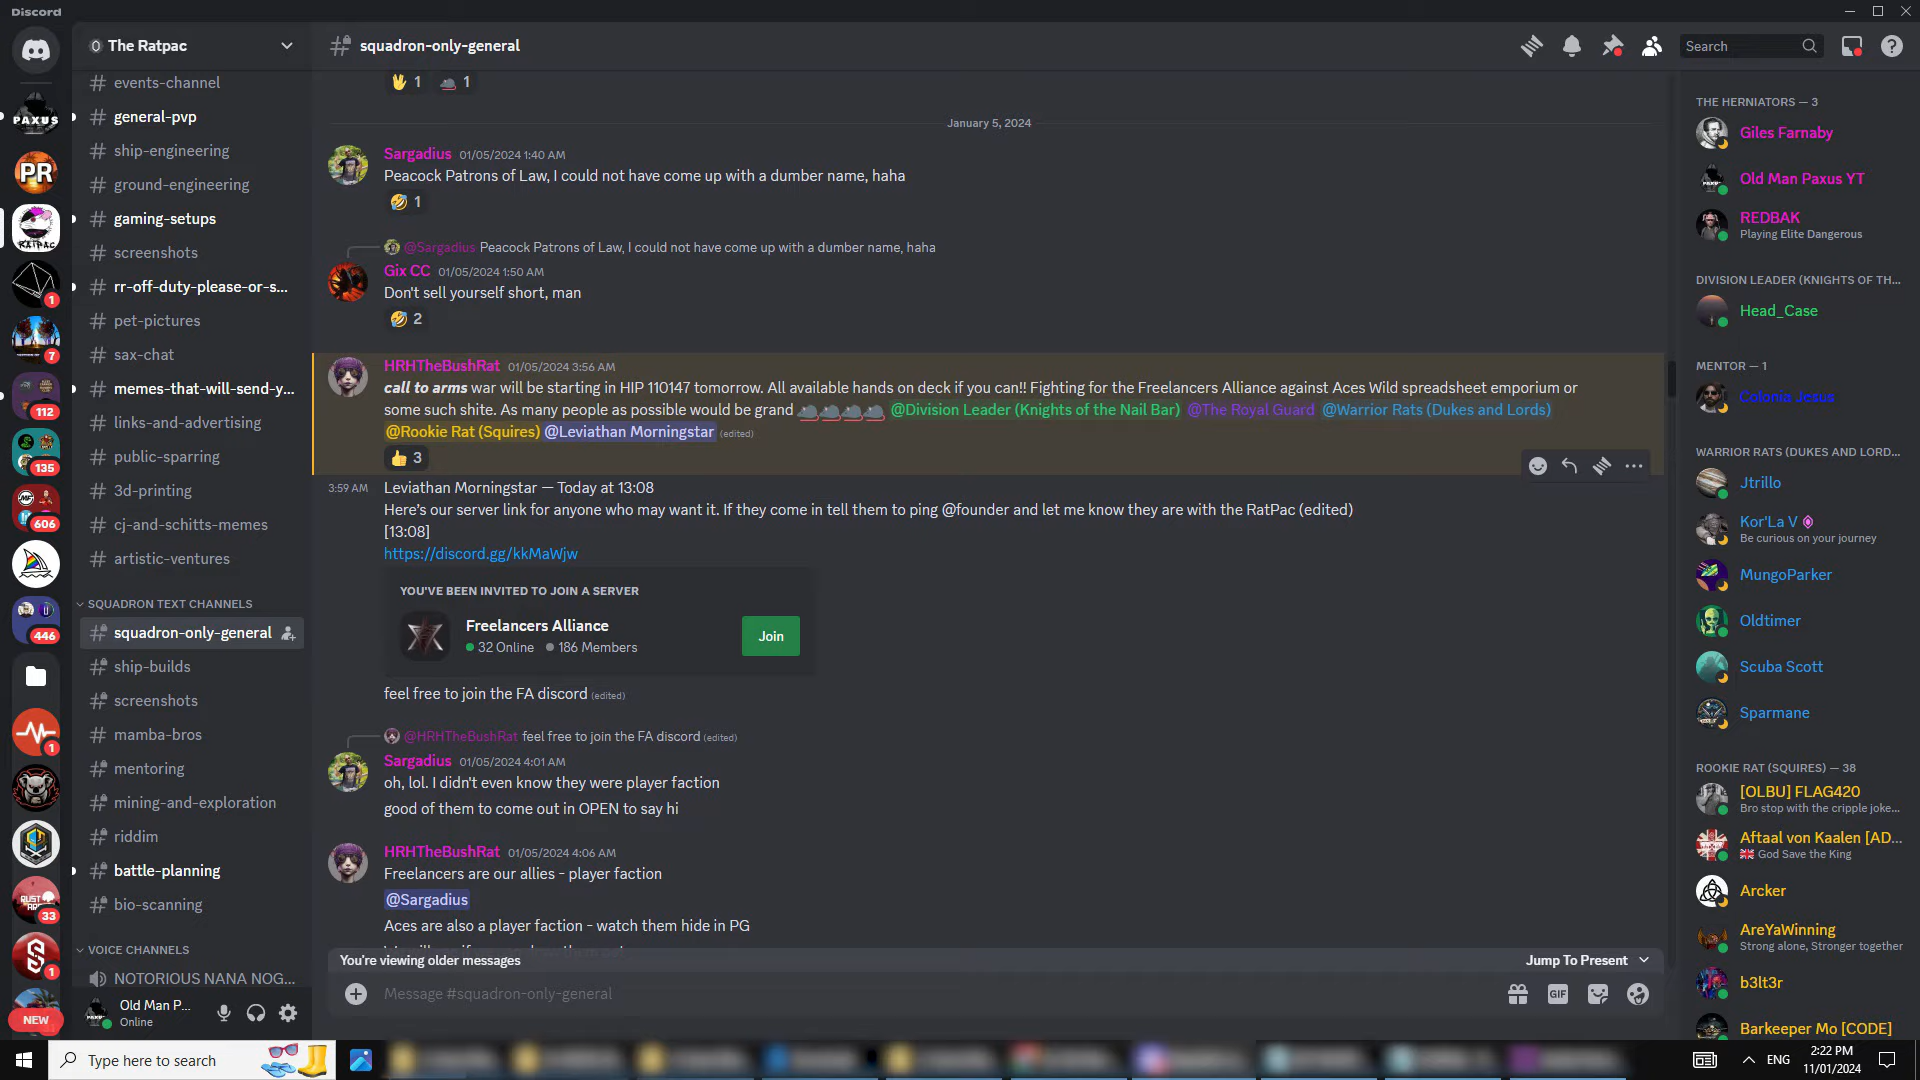 Discord
The Ratpac
events-channel
general-pvp
ship-engineering
ground-engineering
gaming-setups
screenshots
rr-off-duty-please-or-s...
pet-pictures
sax-chat
memes-that-will-send-y...
links-and-advertising
public-sparring
3d-printing
cj-and-schitts-memes
artistic-ventures
SQUADRON TEXT CHANNELS
squadron-only-general
ship-builds
screenshots
mamba-bros
mentoring
mining-and-exploration
riddim
battle-planning
bio-scanning
VOICE CHANNELS
NOTORIOUS NANA NOG...
Old Man P...
Online
PAXUS
PR
RATPAC
1
7
112
135
606
446
1
33
1
NEW
squadron-only-general
Search
1 1
January 5, 2024
Sargadius 01/05/2024 1:40 AM
Peacock Patrons of Law, I could not have come up with a dumber name, haha
1
@Sargadius Peacock Patrons of Law, I could not have come up with a dumber name, haha
Gix CC 01/05/2024 1:50 AM
Don't sell yourself short, man
2
HRHTheBushRat 01/05/2024 3:56 AM
call to arms war will be starting in HIP 110147 tomorrow. All available hands on deck if you can!! Fighting for the Freelancers Alliance against Aces Wild spreadsheet emporium or
some such shite. As many people as possible would be grand @Division Leader (Knights of the Nail Bar) @The Royal Guard @Warrior Rats (Dukes and Lords)
@Rookie Rat (Squires) @Leviathan Morningstar (edited)
3
3:59 AM Leviathan Morningstar — Today at 13:08
Here's our server link for anyone who may want it. If they come in tell them to ping @founder and let me know they are with the RatPac (edited)
[13:08]
https://discord.gg/kkMaWjw
YOU'VE BEEN INVITED TO JOIN A SERVER
Freelancers Alliance
32 Online 186 Members
Join
feel free to join the FA discord (edited)
@HRHTheBushRat feel free to join the FA discord (edited)
Sargadius 01/05/2024 4:01 AM
oh, lol. I didn't even know they were player faction
good of them to come out in OPEN to say hi
HRHTheBushRat 01/05/2024 4:06 AM
Freelancers are our allies - player faction
@Sargadius
Aces are also a player faction - watch them hide in PG
You're viewing older messages
Jump To Present
Message #squadron-only-general
GIF
THE HERNIATORS — 3
Giles Farnaby
Old Man Paxus YT
REDBAK
Playing Elite Dangerous
DIVISION LEADER (KNIGHTS OF TH...
Head_Case
MENTOR — 1
Colonia Jesus
WARRIOR RATS (DUKES AND LORD...
Jtrillo
Kor'La V
Be curious on your journey
MungoParker
Oldtimer
Scuba Scott
Sparmane
ROOKIE RAT (SQUIRES) — 38
[OLBU] FLAG420
Bro stop with the cripple joke...
Aftaal von Kaalen [AD...
God Save the King
Arcker
AreYaWinning
Strong alone, Stronger together
b3lt3r
Barkeeper Mo [CODE]
Type here to search
ENG
2:22 PM
11/01/2024